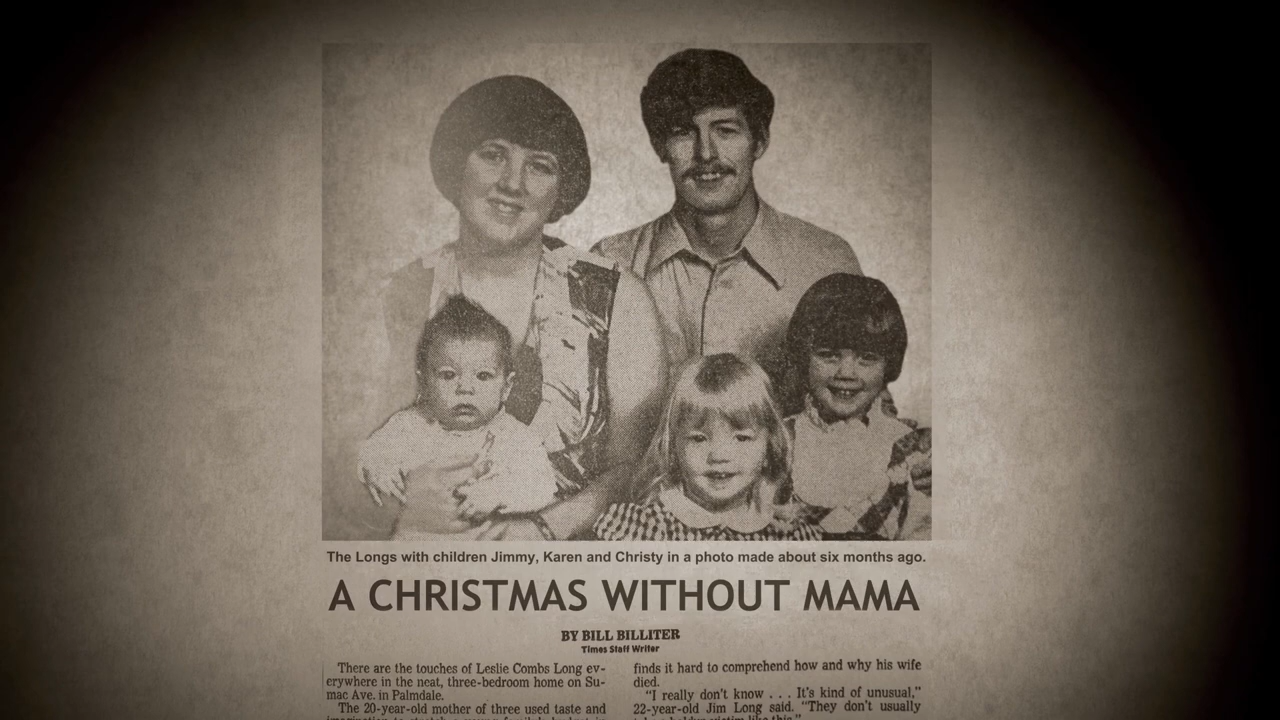 The Longs with children Jimmy, Karen and Christy in a photo made about six months ago.
A CHRISTMAS WITHOUT MAMA
BY BILL BILLITER
Times Staff Writer
There are the touches of Leslie Combs Long ev-
erywhere in the neat, three-bedroom home on Su-
mac Ave. in Palmdale.
The 20-year-old mother of three used taste and
finds it hard to comprehend how and why his wife
died.
"I really don't know . . . It's kind of unusual,"
22-year-old Jim Long said. "They don't usually